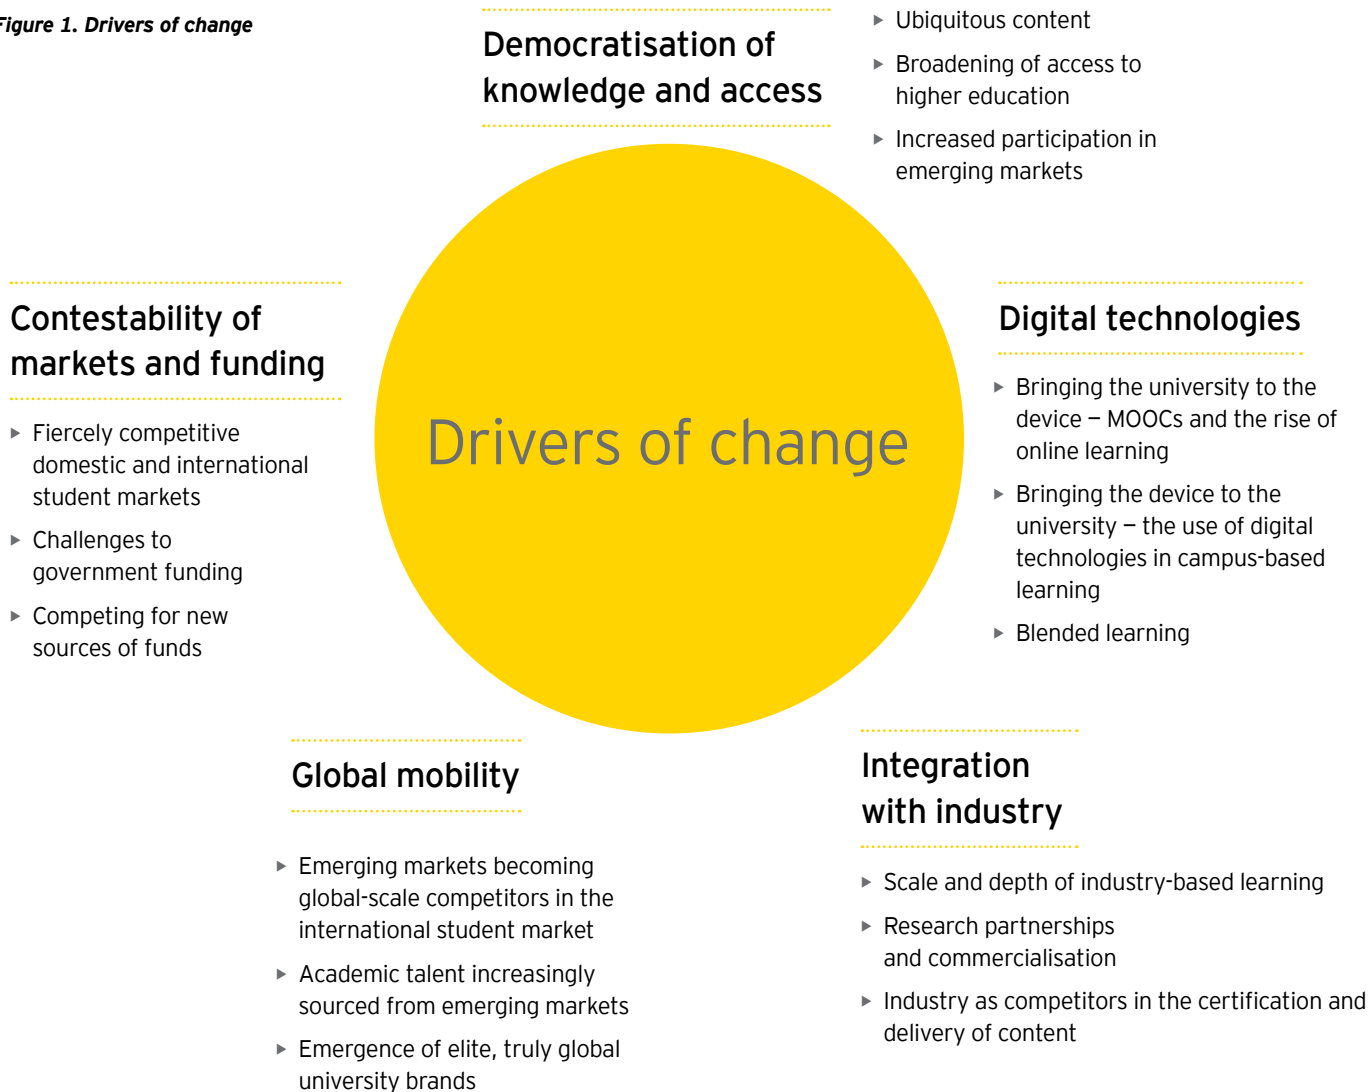 Figure 1. Drivers of change
Democratisation of
knowledge and access
▸ Ubiquitous content
▸ Broadening of access to
higher education
▸ Increased participation in
emerging markets
Contestability of
markets and funding
▸ Fiercely competitive
domestic and international
student markets
▸ Challenges to
government funding
▸ Competing for new
sources of funds
Drivers of change
Digital technologies
▸ Bringing the university to the
device – MOOCs and the rise of
online learning
▸ Bringing the device to the
university – the use of digital
technologies in campus-based
learning
▸ Blended learning
Global mobility
▸ Emerging markets becoming
global-scale competitors in the
international student market
▸ Academic talent increasingly
sourced from emerging markets
▸ Emergence of elite, truly global
university brands
Integration
with industry
▸ Scale and depth of industry-based learning
▸ Research partnerships
and commercialisation
▸ Industry as competitors in the certification and
delivery of content